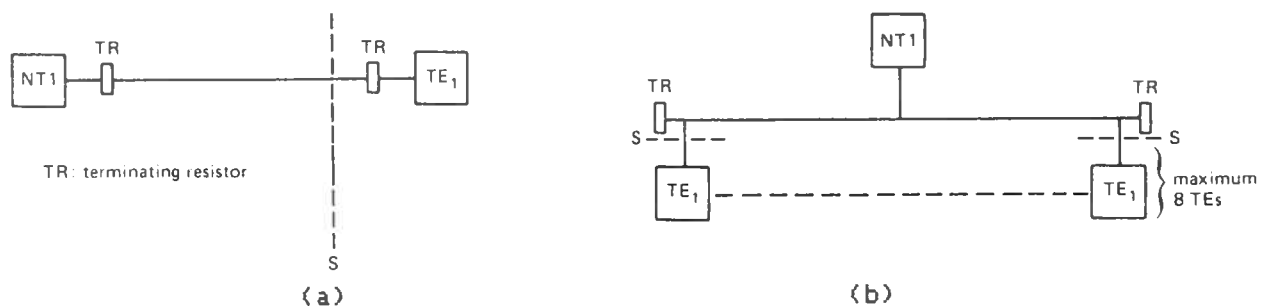 TR
TR
NT1
TE1
TR: terminating resistor
S
(a)
NT1
TR
TR
S
S
TE1
TE1
maximum
8 TEs
(b)